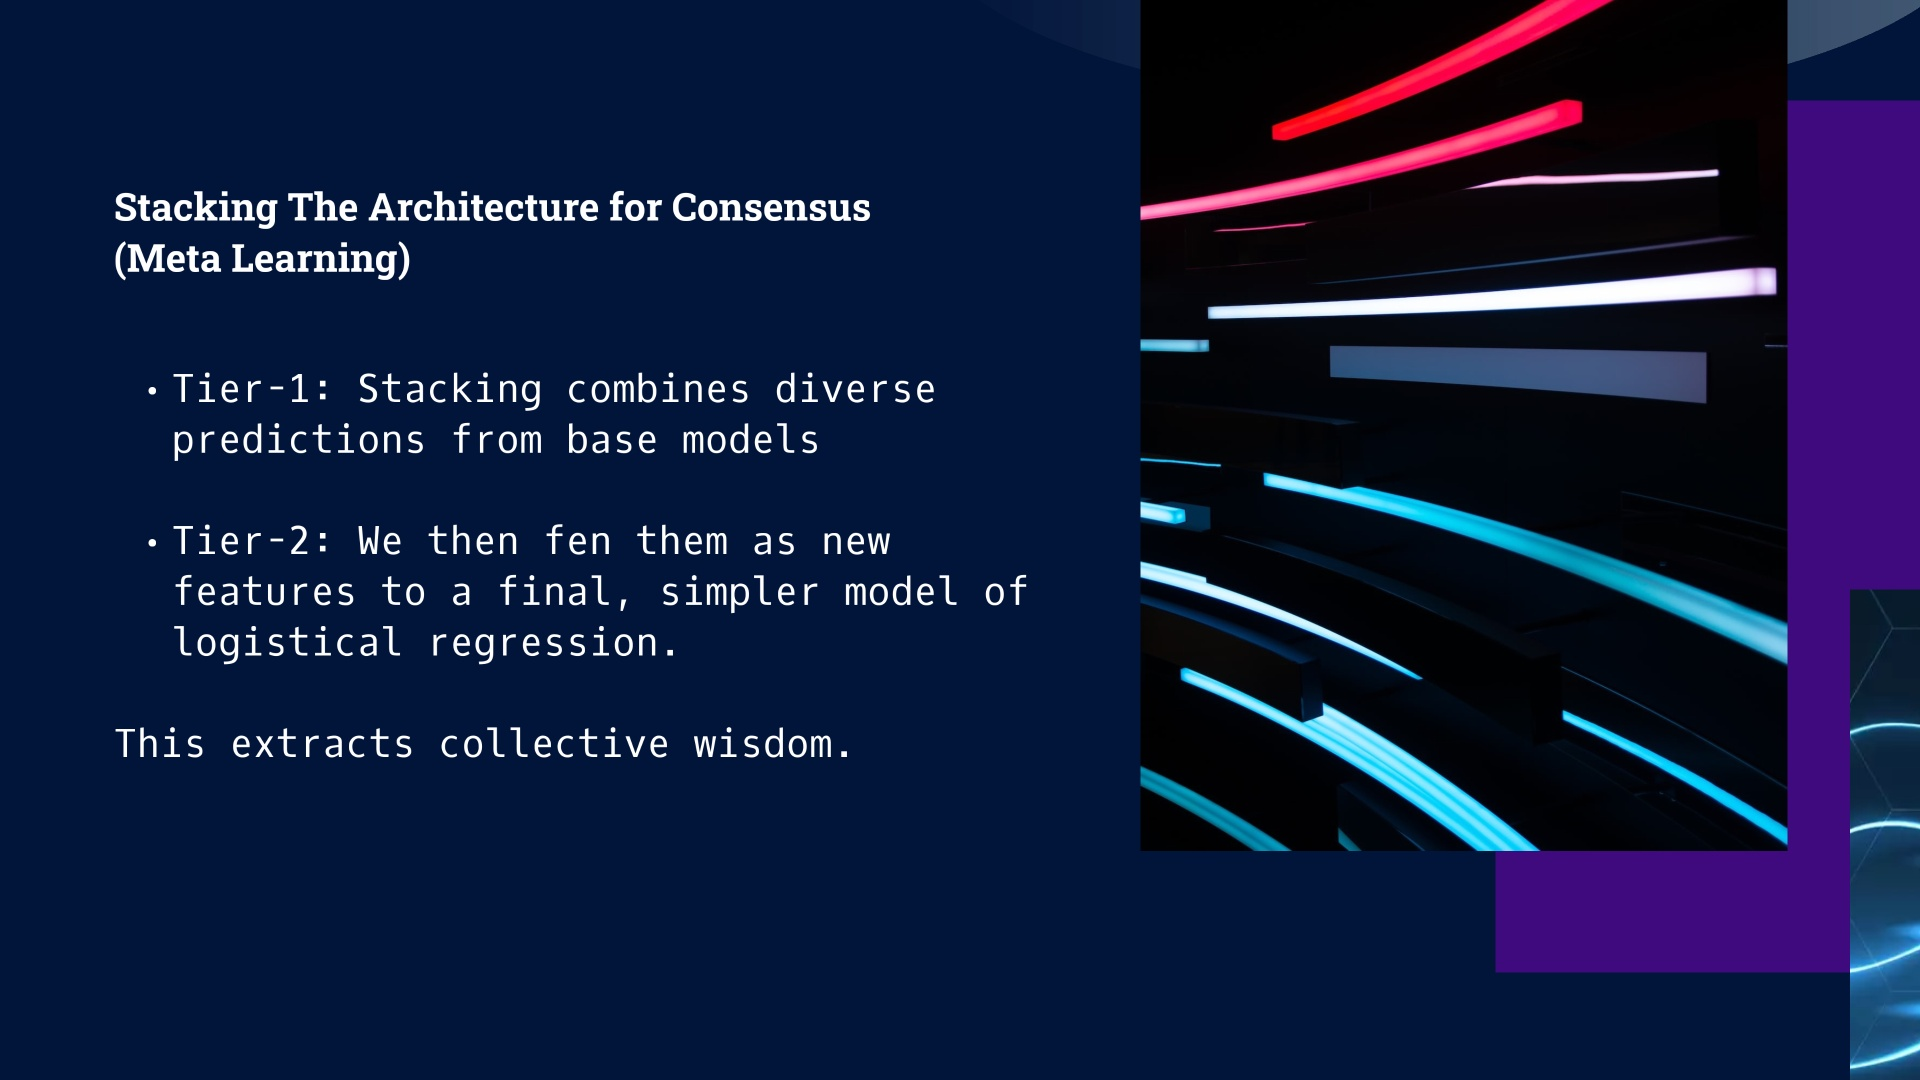 Stacking The Architecture for Consensus
(Meta Learning)
• Tier-1: Stacking combines diverse
predictions from base models
• Tier-2: We then fen them as new
features to a final, simpler model of
logistical regression.
This extracts collective wisdom.